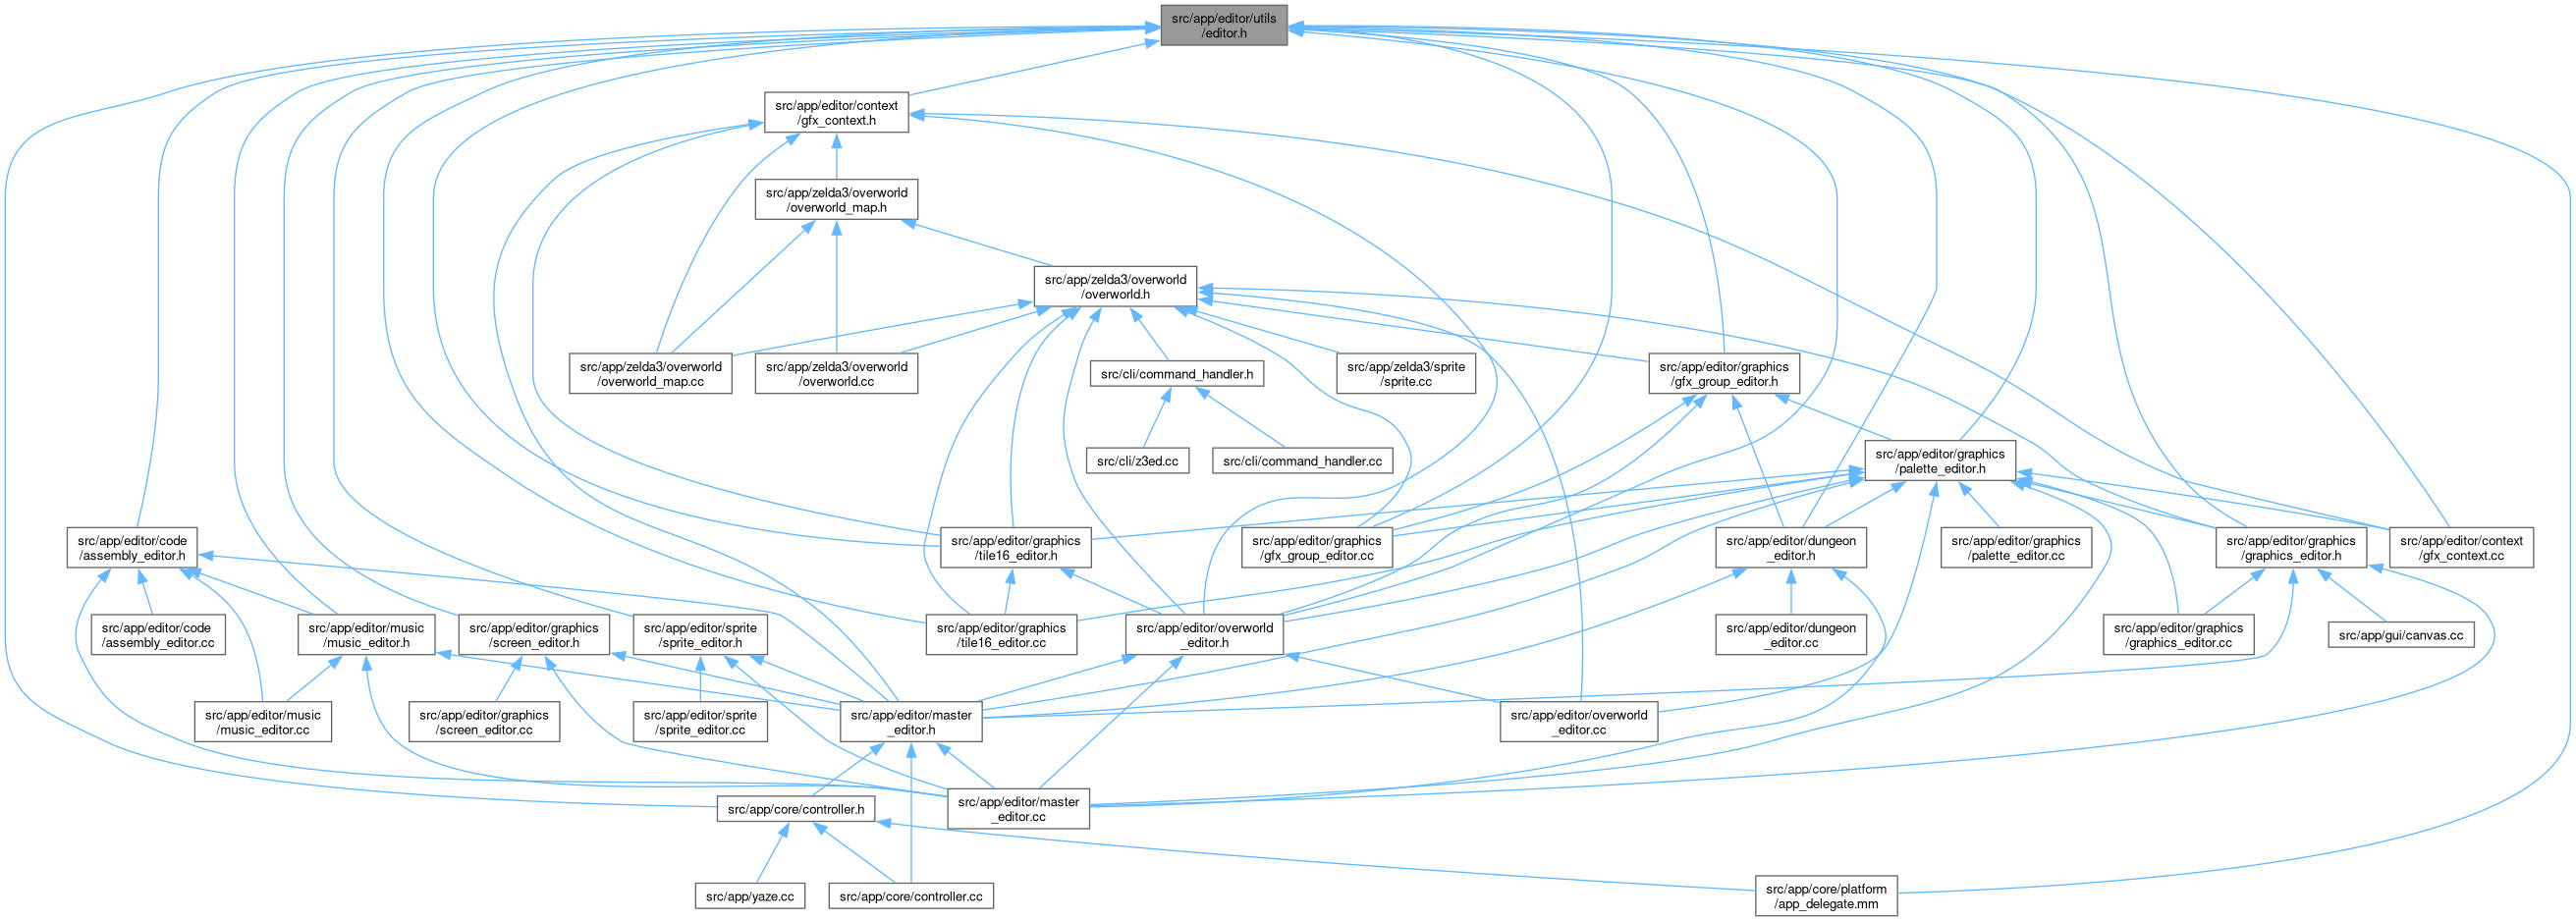 src/app/editor/utils
/editor.h
src/app/editor/context
/gfx_context.h
src/app/zelda3/overworld
/overworld_map.h
src/app/zelda3/overworld
/overworld.h
src/app/zelda3/overworld
/overworld_map.cc
src/app/zelda3/overworld
/overworld.cc
src/cli/command_handler.h
src/app/zelda3/sprite
/sprite.cc
src/app/editor/graphics
/gfx_group_editor.h
src/cli/z3ed.cc
src/cli/command_handler.cc
src/app/editor/graphics
/palette_editor.h
src/app/editor/code
/assembly_editor.h
src/app/editor/graphics
/tile16_editor.h
src/app/editor/graphics
/gfx_group_editor.cc
src/app/editor/dungeon
_editor.h
src/app/editor/graphics
/palette_editor.cc
src/app/editor/graphics
/graphics_editor.h
src/app/editor/context
/gfx_context.cc
src/app/editor/code
/assembly_editor.cc
src/app/editor/music
/music_editor.h
src/app/editor/graphics
/screen_editor.h
src/app/editor/sprite
/sprite_editor.h
src/app/editor/graphics
/tile16_editor.cc
src/app/editor/overworld
_editor.h
src/app/editor/dungeon
_editor.cc
src/app/editor/graphics
/graphics_editor.cc
src/app/gui/canvas.cc
src/app/editor/music
/music_editor.cc
src/app/editor/graphics
/screen_editor.cc
src/app/editor/sprite
/sprite_editor.cc
src/app/editor/master
_editor.h
src/app/editor/overworld
_editor.cc
src/app/core/controller.h
src/app/editor/master
_editor.cc
src/app/yaze.cc
src/app/core/controller.cc
src/app/core/platform
/app_delegate.mm